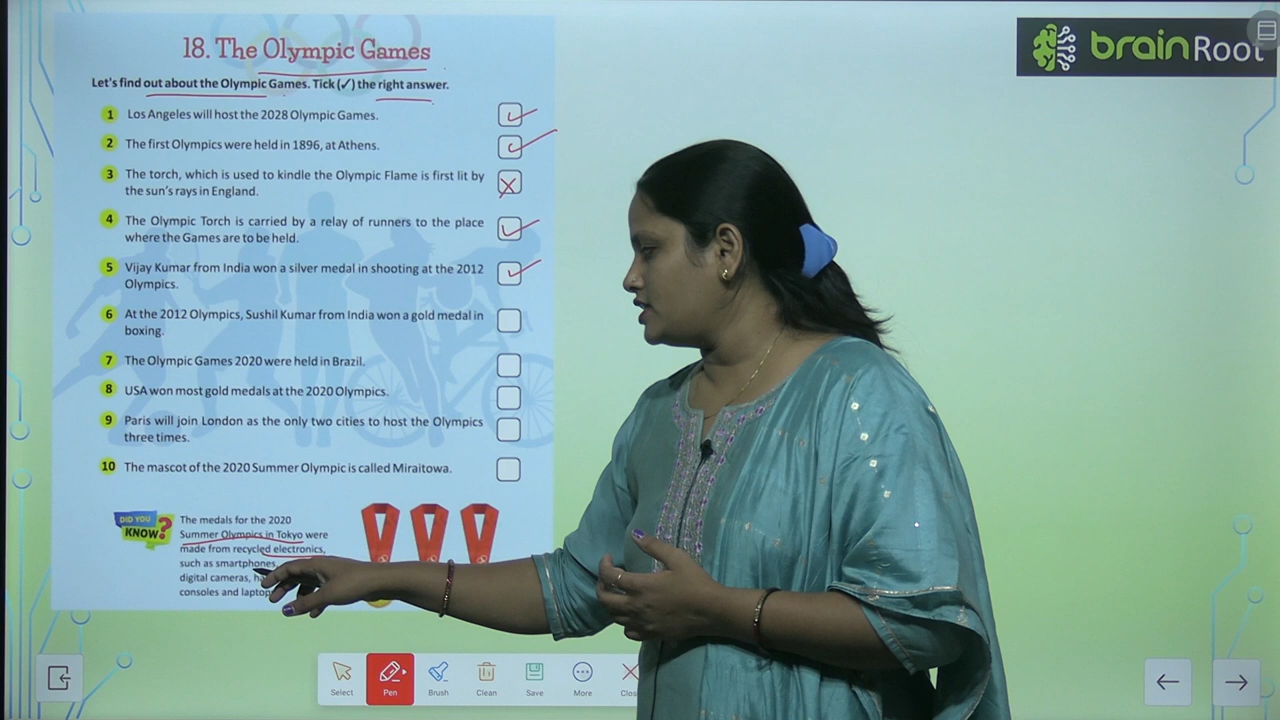 18. The Olympic Games
Let's find out about the Olympic Games. Tick (✓) the right answer.
1 Los Angeles will host the 2028 Olympic Games.
2 The first Olympics were held in 1896, at Athens.
3 The torch, which is used to kindle the Olympic Flame is first lit by
the sun's rays in England.
4 The Olympic Torch is carried by a relay of runners to the place
where the Games are to be held.
5 Vijay Kumar from India won a silver medal in shooting at the 2012
Olympics.
6 At the 2012 Olympics, Sushil Kumar from India won a gold medal in
boxing.
7 The Olympic Games 2020 were held in Brazil.
8 USA won most gold medals at the 2020 Olympics.
9 Paris will join London as the only two cities to host the Olympics
three times.
10 The mascot of the 2020 Summer Olympic is called Miraitowa.
DID YOU
KNOW?
The medals for the 2020
Summer Olympics in Tokyo were
made from recycled electronics,
such as smartphones,
digital cameras,
consoles and
brainRoot
Select
Pen
Brush
Clean
Save
More